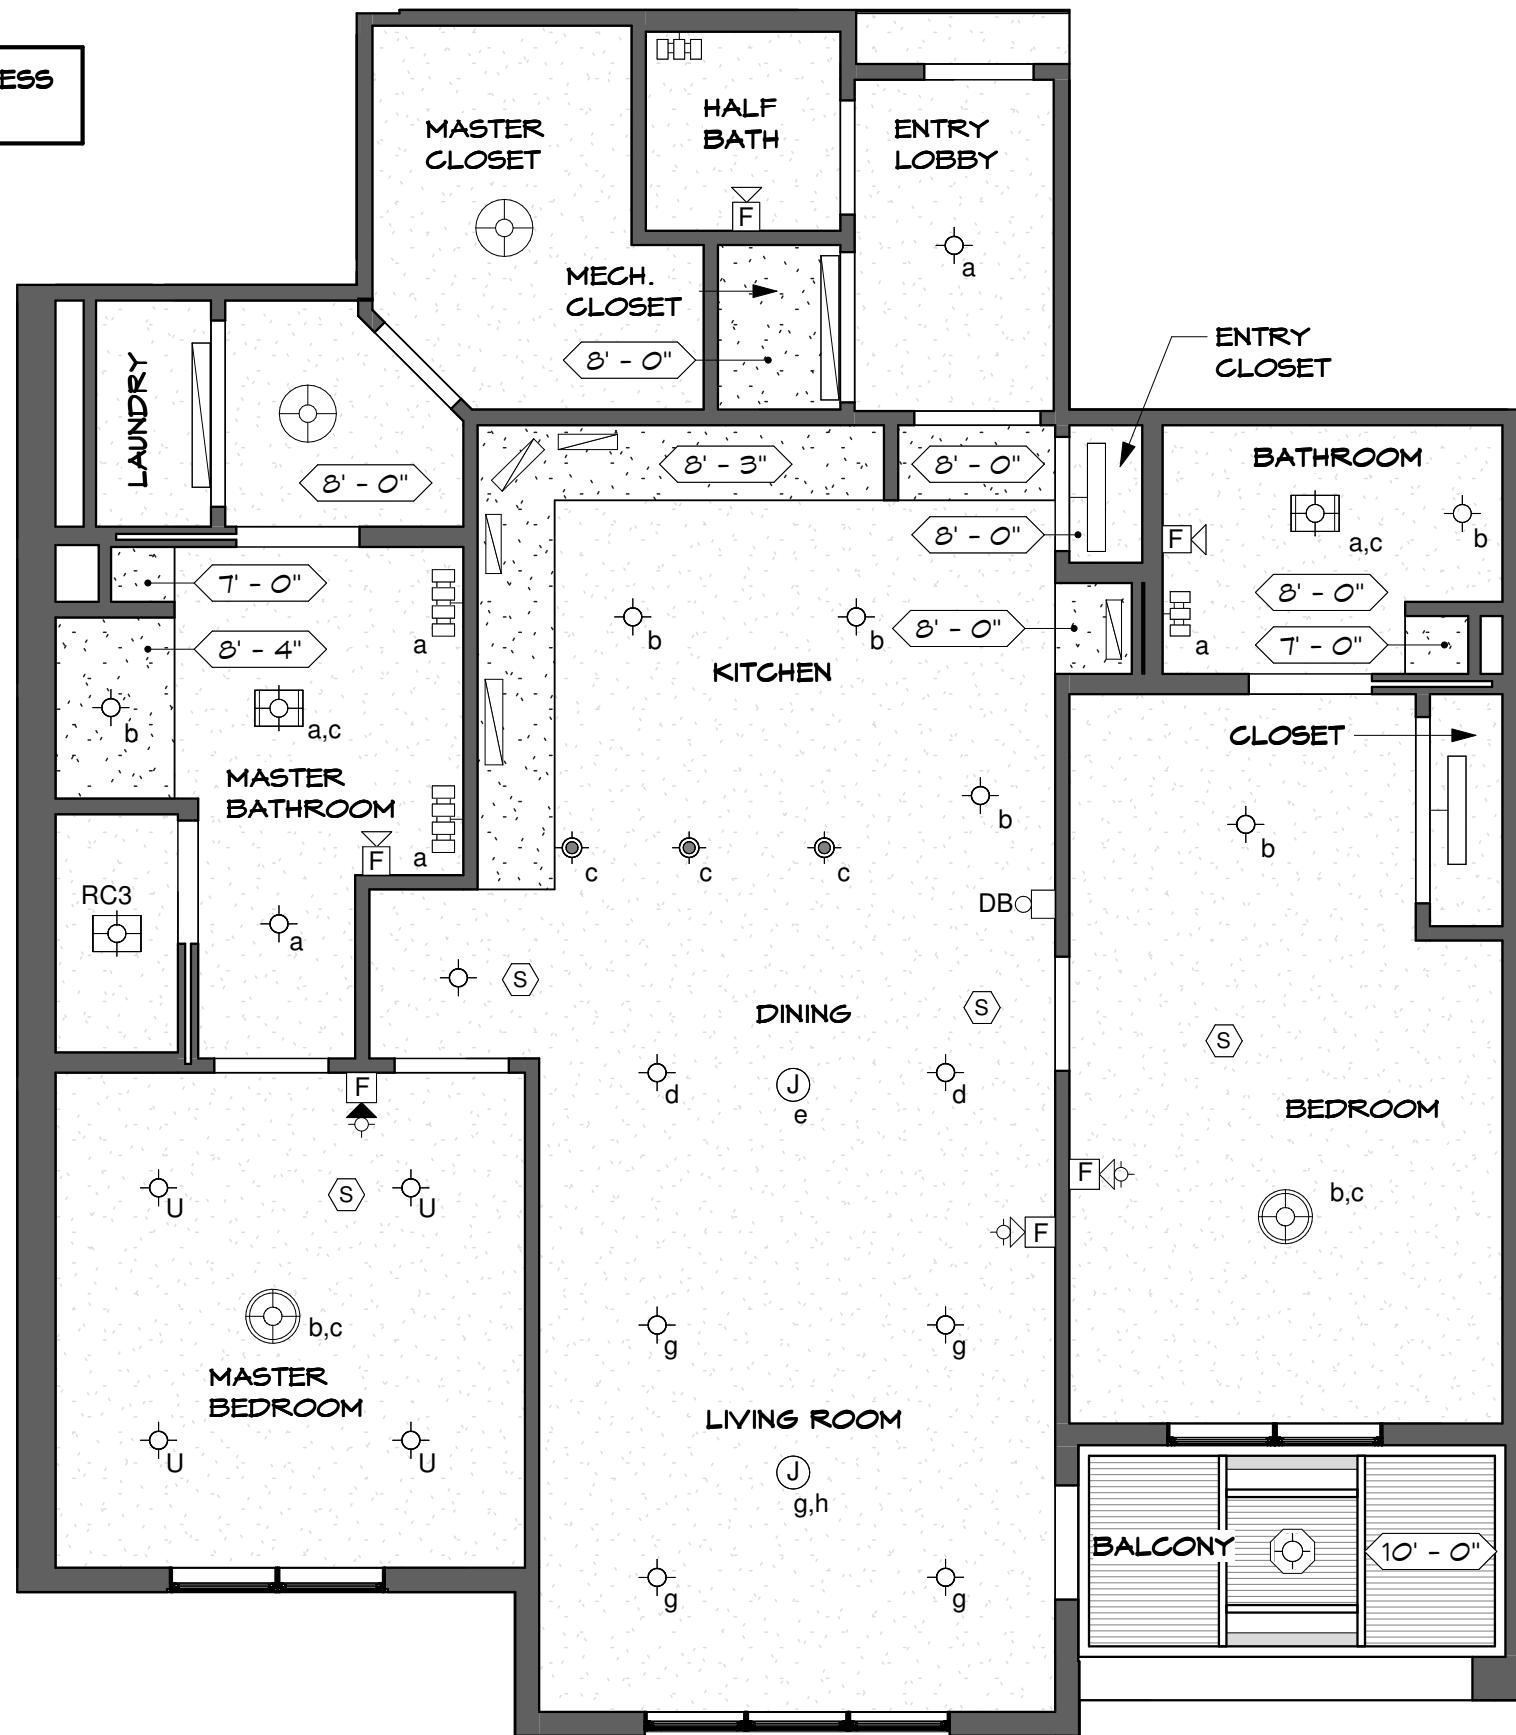 ESS
HALF
BATH
MASTER
CLOSET
ENTRY
LOBBY
F
a
MECH.
CLOSET
8' - 0"
ENTRY
CLOSET
LAUNDRY
8' - 0"
8' - 3"
8' - 0"
BATHROOM
8' - 0"
F
a,c
b
7' - 0"
8' - 0"
8' - 0"
b
b
a
8' - 4"
a
7' - 0"
KITCHEN
b
a,c
CLOSET
MASTER
BATHROOM
b
b
F
a
c
c
c
RC3
DB
a
S
DINING
S
S
F
d
d
J
e
BEDROOM
F
b,c
U
S
U
F
b,c
g
g
MASTER
BEDROOM
LIVING ROOM
U
U
J
g,h
BALCONY
10' - 0"
g
g